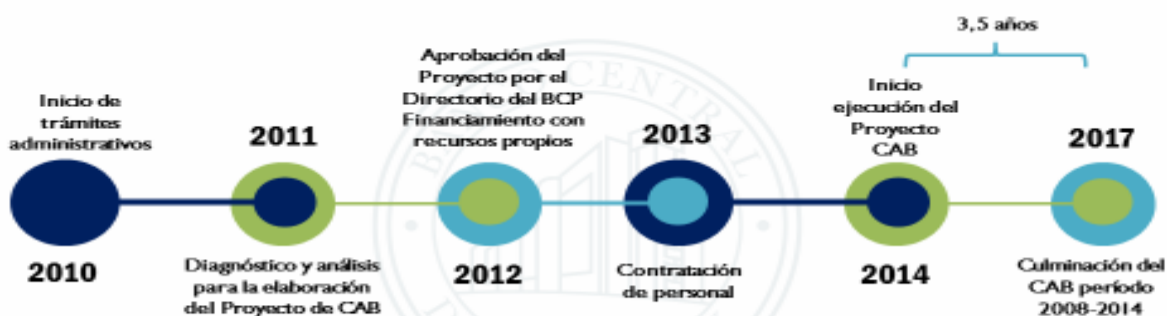 3,5 años
Inicio de
trámites
administrativos
2010
2011
Diagnóstico y análisis
para la elaboración
del Proyecto de CAB
Aprobación del
Proyecto por el
Directorio del BCP
Financiamiento con
recursos propios
2012
2013
Contratación
de personal
Inicio
ejecución del
Proyecto
CAB
2014
2017
Culminación del
CAB período
2008-2014
BANCO CENTRAL